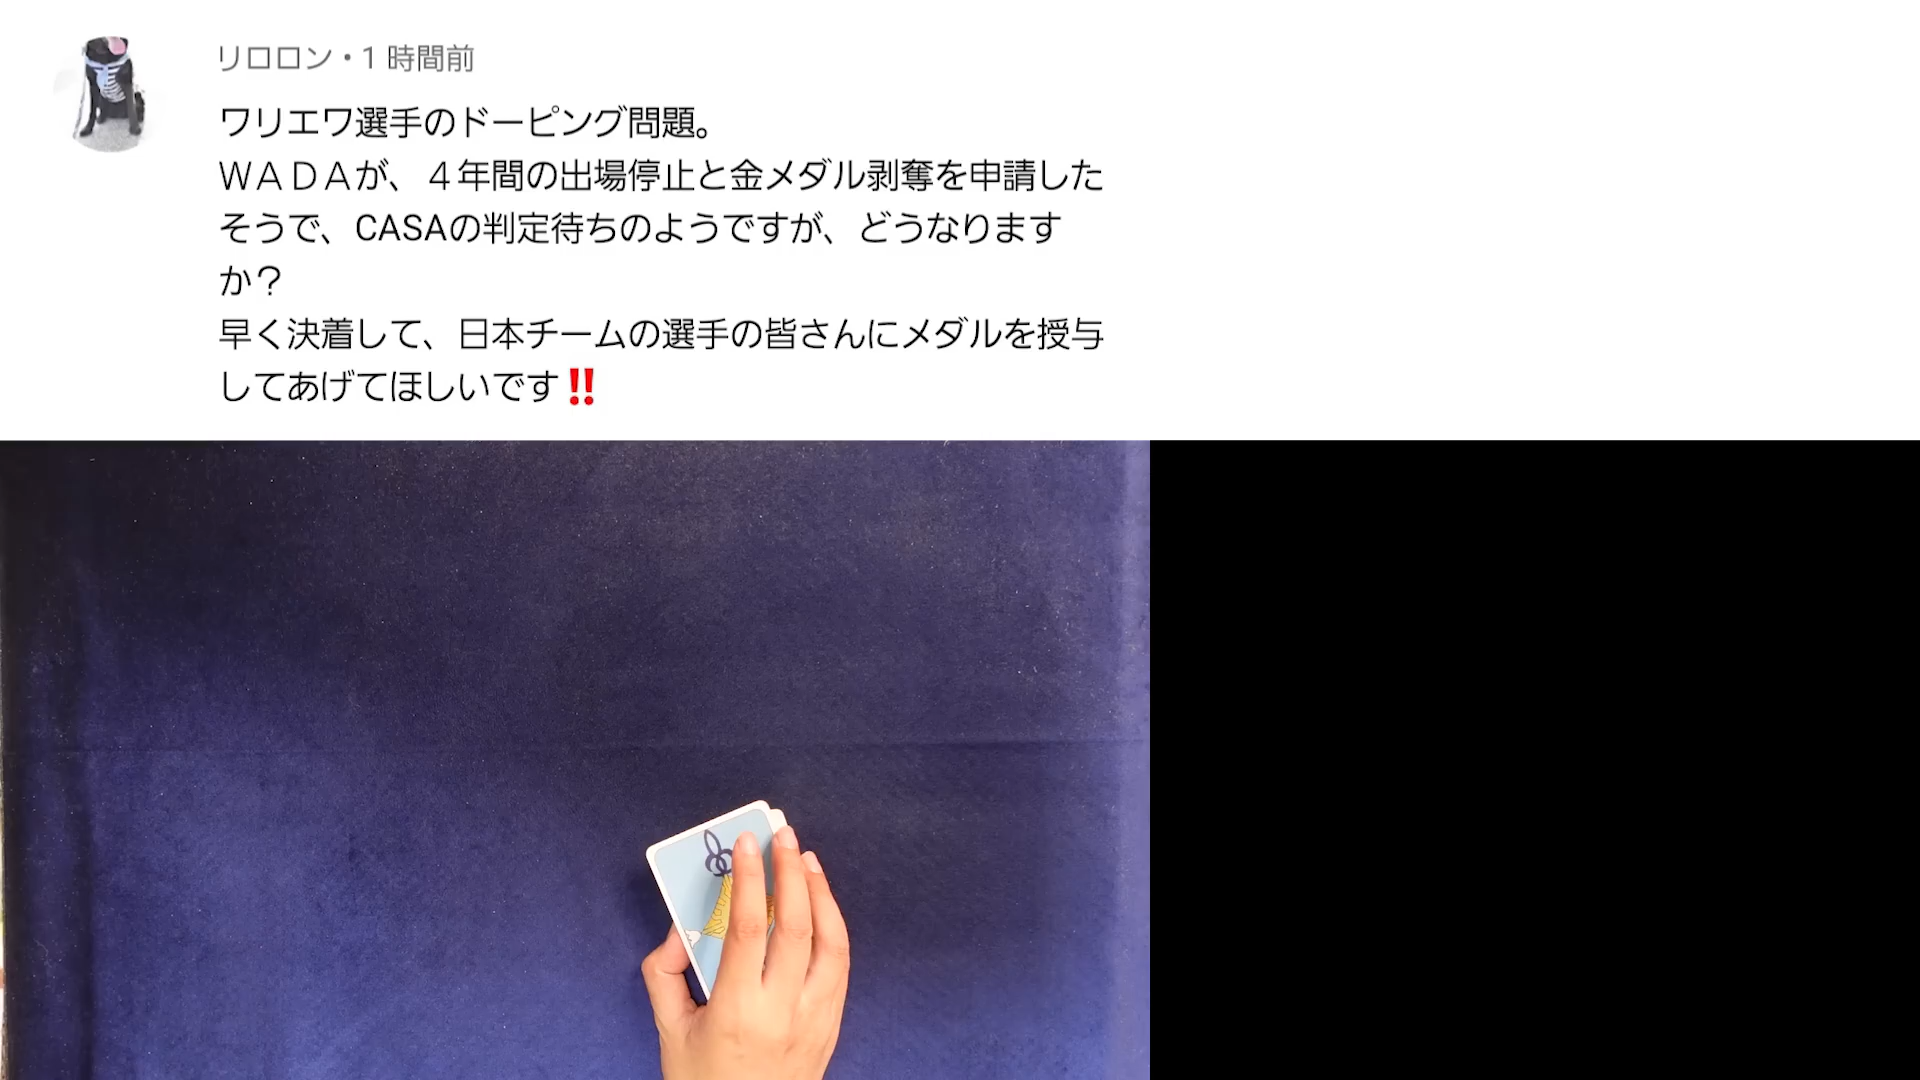 リロロン・1 時間前
ワリエワ選手のドーピング問題。
ＷＡＤＡが、４年間の出場停止と金メダル剥奪を申請した
そうで、CASAの判定待ちのようですが、どうなります
か？
早く決着して、日本チームの選手の皆さんにメダルを授与
してあげてほしいです‼️